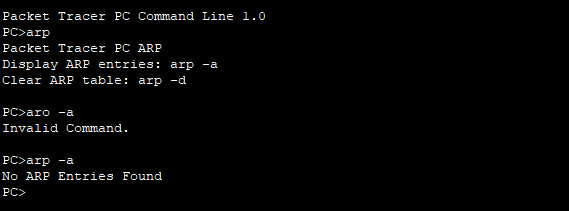 Packet Tracer PC Command Line 1.0
PC>arp
Packet Tracer PC ARP
Display ARP entries: arp -a
Clear ARP table: arp -d
PC>aro -a
Invalid Command.
PC>arp -a
No ARP Entries Found
PC>